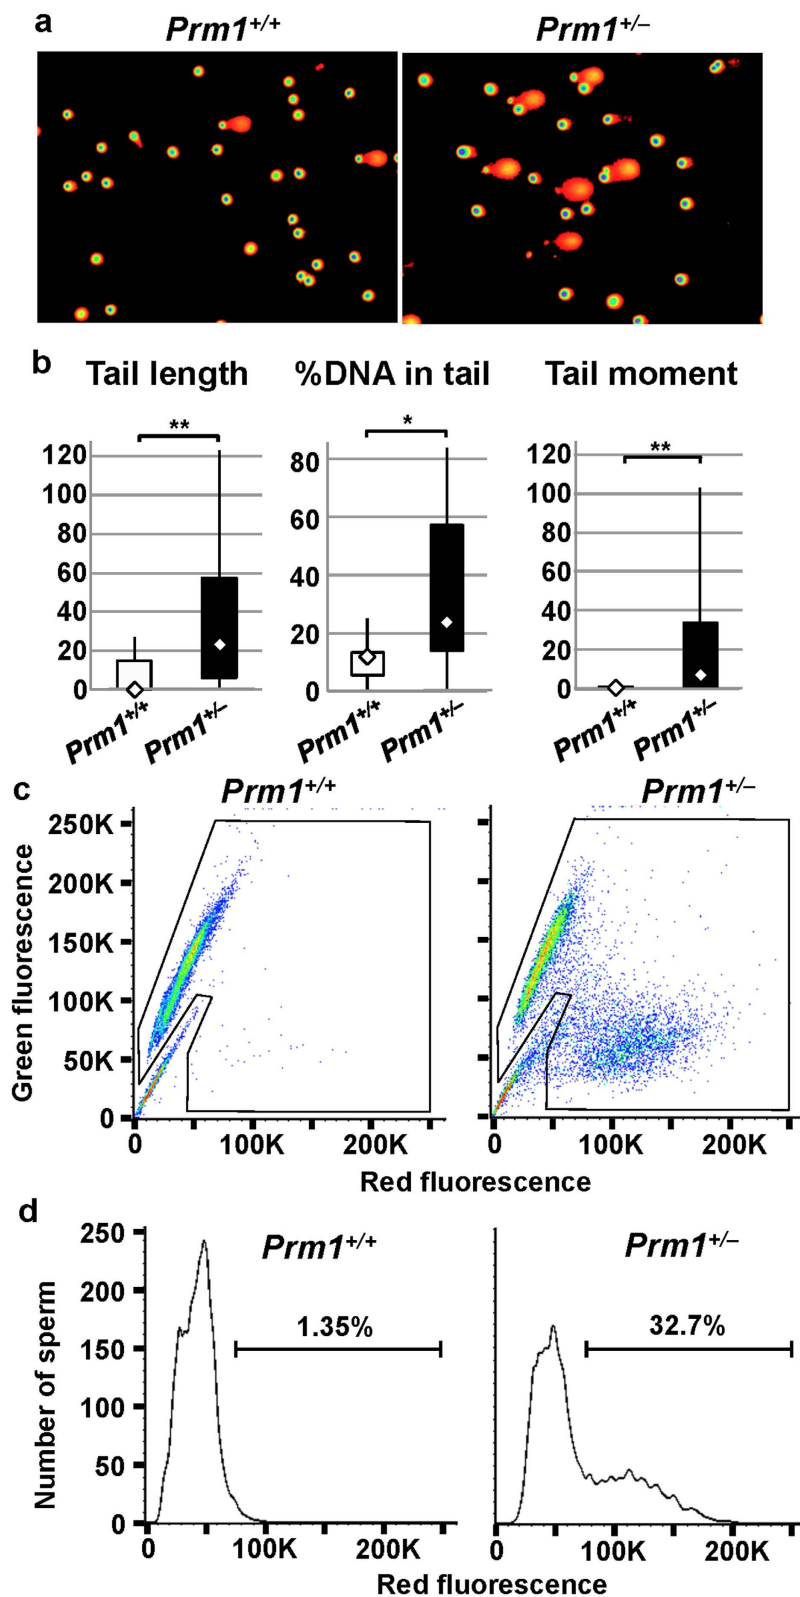 a
Prm1+/+ Prm1+/–
b
Tail length %DNA in tail Tail moment
** * **
120 80 120
100 60 100
80 40 80
60 20 60
40 0 40
20 20
0 0
Prm1+/+ Prm1+/– Prm1+/+ Prm1+/– Prm1+/+ Prm1+/–
c
Prm1+/+ Prm1+/–
Green fluorescence
250K
200K
150K
100K
50K
0
0 100K 200K 0 100K 200K
Red fluorescence
d
Prm1+/+ Prm1+/–
Number of sperm
250
200
150
100
50
0
1.35% 32.7%
0 100K 200K 0 100K 200K
Red fluorescence